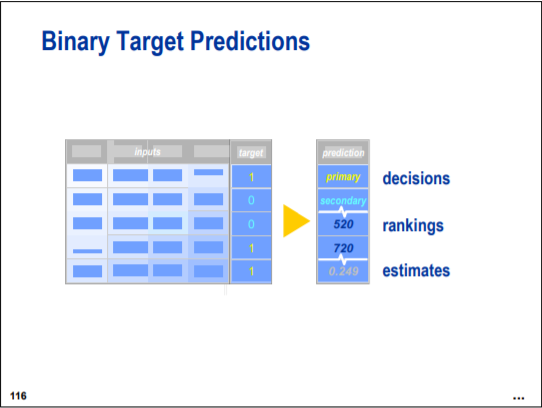 Binary Target Predictions
inputs target prediction
1 primary decisions
0 secondary
0 520 rankings
1 720
1 0.249 estimates
116 ...